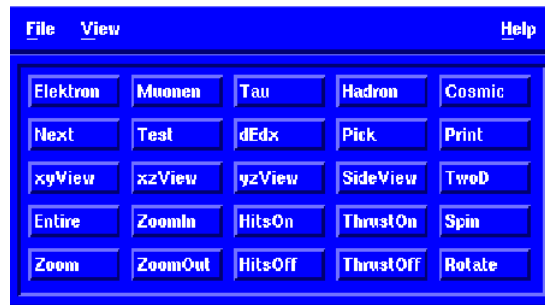 File View Help
Elektron Muonen Tau Hadron Cosmic
Next Test dEdx Pick Print
xyView xzView yzView SideView TwoD
Entire ZoomIn HitsOn ThrustOn Spin
Zoom ZoomOut HitsOff ThrustOff Rotate